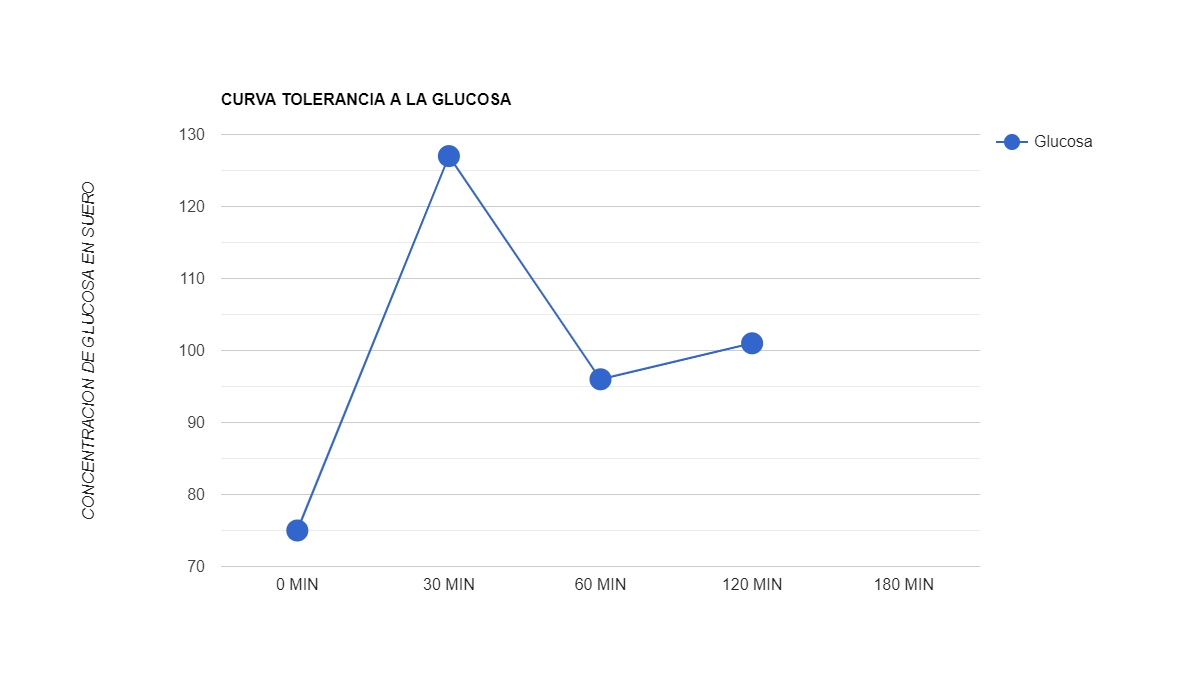 CURVA TOLERANCIA A LA GLUCOSA
Glucosa
CONCENTRACION DE GLUCOSA EN SUERO
130
120
110
100
90
80
70
0 MIN
30 MIN
60 MIN
120 MIN
180 MIN